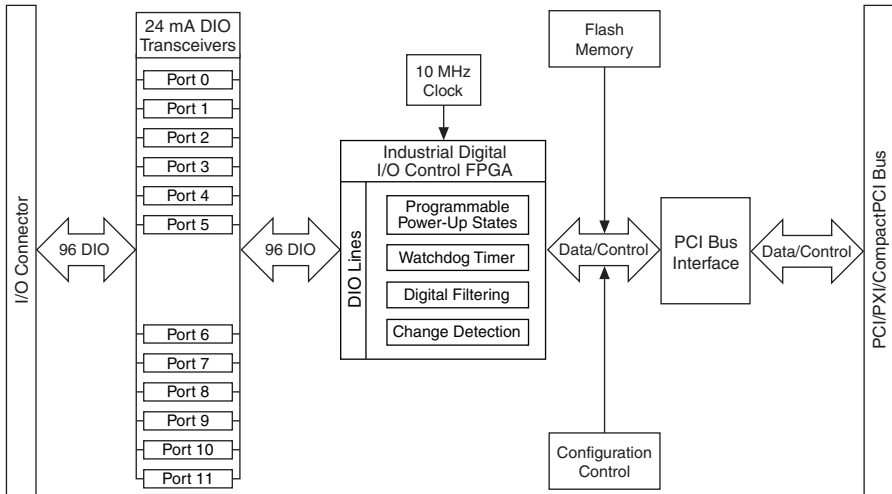 I/O Connector
96 DIO
24 mA DIO
Transceivers
Port 0
Port 1
Port 2
Port 3
Port 4
Port 5
Port 6
Port 7
Port 8
Port 9
Port 10
Port 11
96 DIO
10 MHz
Clock
Industrial Digital
I/O Control FPGA
DIO Lines
Programmable
Power-Up States
Watchdog Timer
Digital Filtering
Change Detection
Flash
Memory
Data/Control
Configuration
Control
PCI Bus
Interface
Data/Control
PCI/PXI/CompactPCI Bus